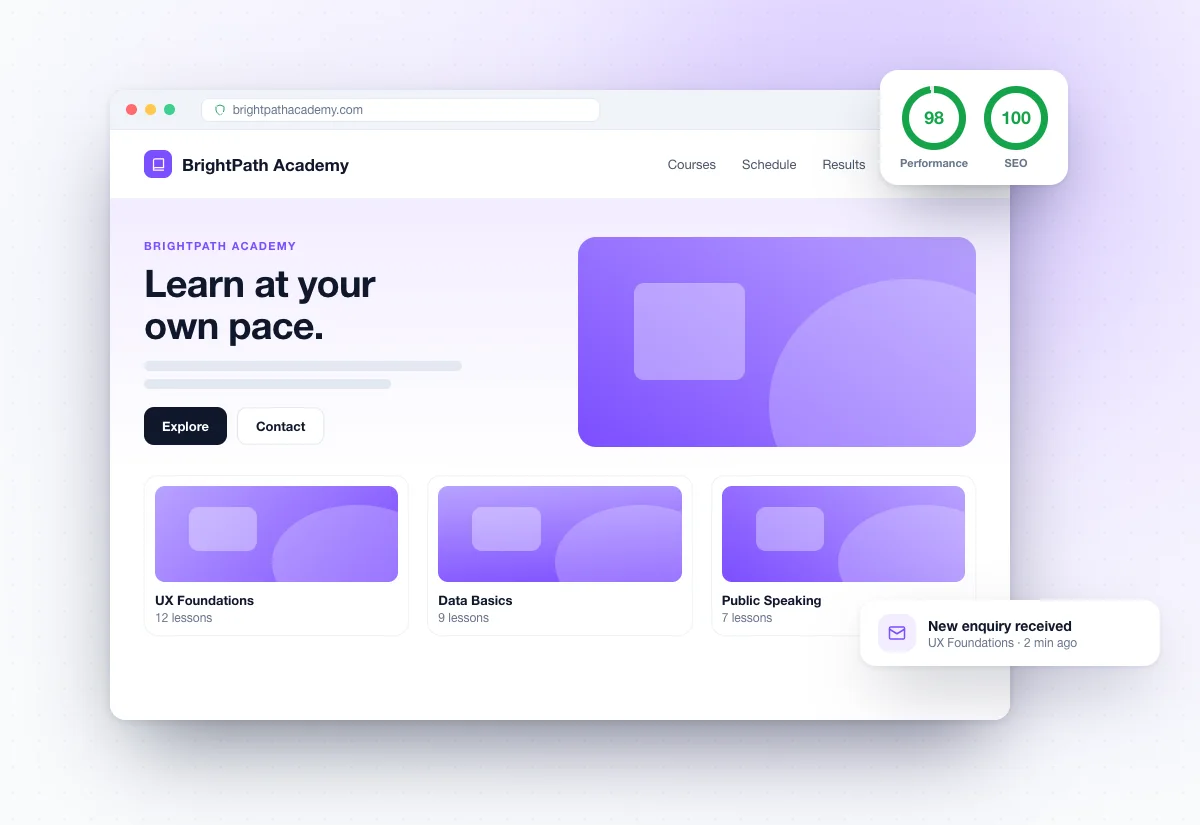 98
100
Performance
SEO
brightpathacademy.com
BrightPath Academy
Courses
Schedule
Results
BRIGHTPATH ACADEMY
Learn at your
own pace.
Explore
Contact
UX Foundations
12 lessons
Data Basics
9 lessons
Public Speaking
7 lessons
New enquiry received
UX Foundations · 2 min ago